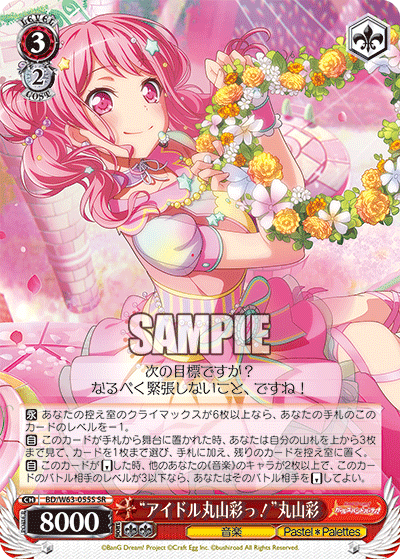 LEVEL
3
2
COST
SAMPLE
次の目標ですが？
なるべく緊張しないこと、ですね！
永 あなたの控え室のクライマックスが6枚以上なら、あなたの手札のこの
カードのレベルを－1。
自 このカードが手札から舞台に置かれた時、あなたは自分の山札を上から3枚
まで見て、カードを1枚まで選び、手札に加え、残りのカードを控え室に置く。
自 このカードが【】した時、他のあなたの《音楽》のキャラが2枚以上で、この
カードのバトル相手のレベルが3以下なら、あなたはそのバトル相手を【】してよい。
CH
BD/W63-055S SR
8000
“アイドル丸山彩っ！”丸山彩
音楽
Pastel＊Palettes
©BanG Dream! Project ©Craft Egg Inc. ©bushiroad All Rights Reserved.